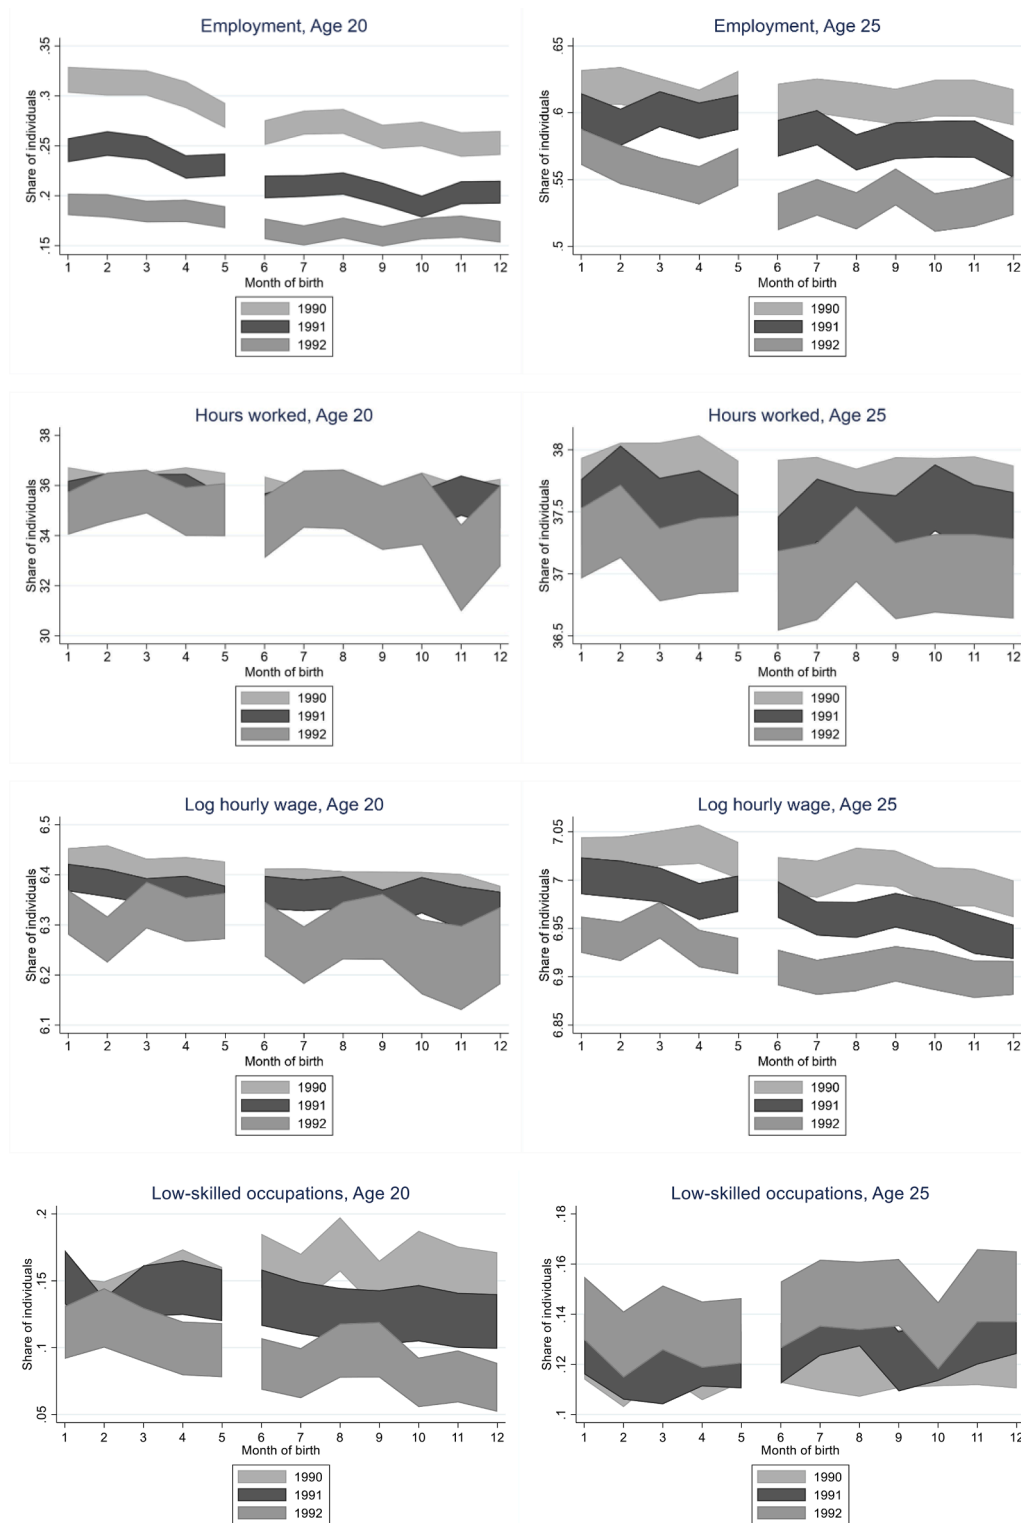 Employment, Age 20
Share of individuals
.15 .2 .25 .3 .35
1 2 3 4 5 6 7 8 9 10 11 12
Month of birth
1990
1991
1992
Employment, Age 25
Share of individuals
.5 .55 .6 .65
1 2 3 4 5 6 7 8 9 10 11 12
Month of birth
1990
1991
1992
Hours worked, Age 20
Share of individuals
30 32 34 36 38
1 2 3 4 5 6 7 8 9 10 11 12
Month of birth
1990
1991
1992
Hours worked, Age 25
Share of individuals
36.5 37 37.5 38
1 2 3 4 5 6 7 8 9 10 11 12
Month of birth
1990
1991
1992
Log hourly wage, Age 20
Share of individuals
6.1 6.2 6.3 6.4 6.5
1 2 3 4 5 6 7 8 9 10 11 12
Month of birth
1990
1991
1992
Log hourly wage, Age 25
Share of individuals
6.85 6.9 6.95 7 7.05
1 2 3 4 5 6 7 8 9 10 11 12
Month of birth
1990
1991
1992
Low-skilled occupations, Age 20
Share of individuals
.05 .1 .15 .2
1 2 3 4 5 6 7 8 9 10 11 12
Month of birth
1990
1991
1992
Low-skilled occupations, Age 25
Share of individuals
.1 .12 .14 .16 .18
1 2 3 4 5 6 7 8 9 10 11 12
Month of birth
1990
1991
1992